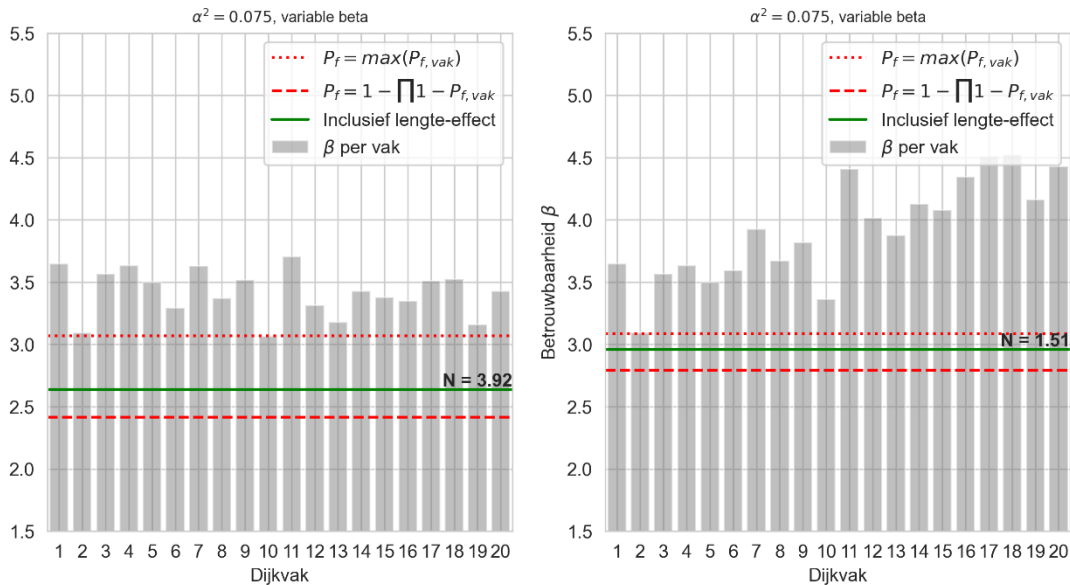 α² = 0.075, variable beta
5.5
5.0
4.5
4.0
3.5
3.0
2.5
2.0
1.5
P_f = max(P_{f,vak})
P_f = 1 − ∏1 − P_{f,vak}
Inclusief lengte-effect
β per vak
N = 3.92
1 2 3 4 5 6 7 8 9 10 11 12 13 14 15 16 17 18 19 20
Dijkvak
α² = 0.075, variable beta
Betrouwbaarheid β
5.5
5.0
4.5
4.0
3.5
3.0
2.5
2.0
1.5
P_f = max(P_{f,vak})
P_f = 1 − ∏1 − P_{f,vak}
Inclusief lengte-effect
β per vak
N = 1.51
1 2 3 4 5 6 7 8 9 10 11 12 13 14 15 16 17 18 19 20
Dijkvak